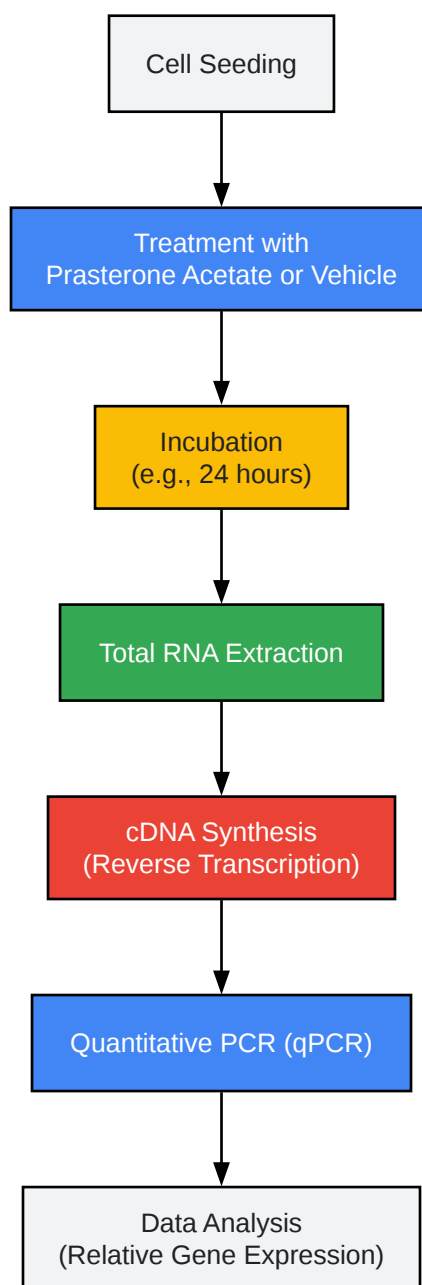 Cell Seeding
Treatment with
Prasterone Acetate or Vehicle
Incubation
(e.g., 24 hours)
Total RNA Extraction
cDNA Synthesis
(Reverse Transcription)
Quantitative PCR (qPCR)
Data Analysis
(Relative Gene Expression)